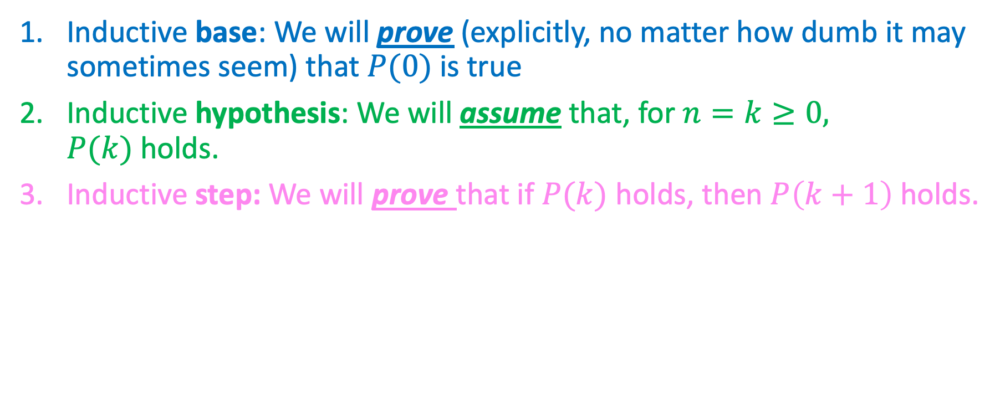 1. Inductive base: We will prove (explicitly, no matter how dumb it may
sometimes seem) that P(0) is true
2. Inductive hypothesis: We will assume that, for n = k ≥ 0,
P(k) holds.
3. Inductive step: We will prove that if P(k) holds, then P(k + 1) holds.